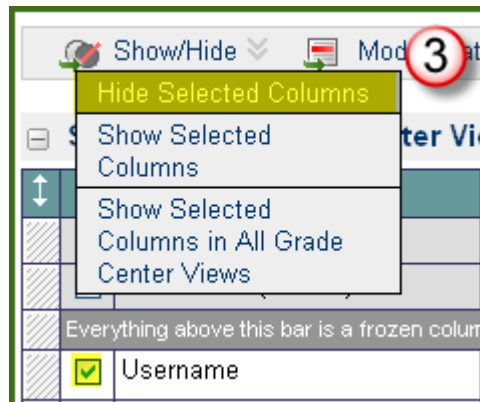 Show/Hide
3
Hide Selected Columns
Show Selected
Columns
Show Selected
Columns in All Grade
Center Views
Everything above this bar is a frozen
Username